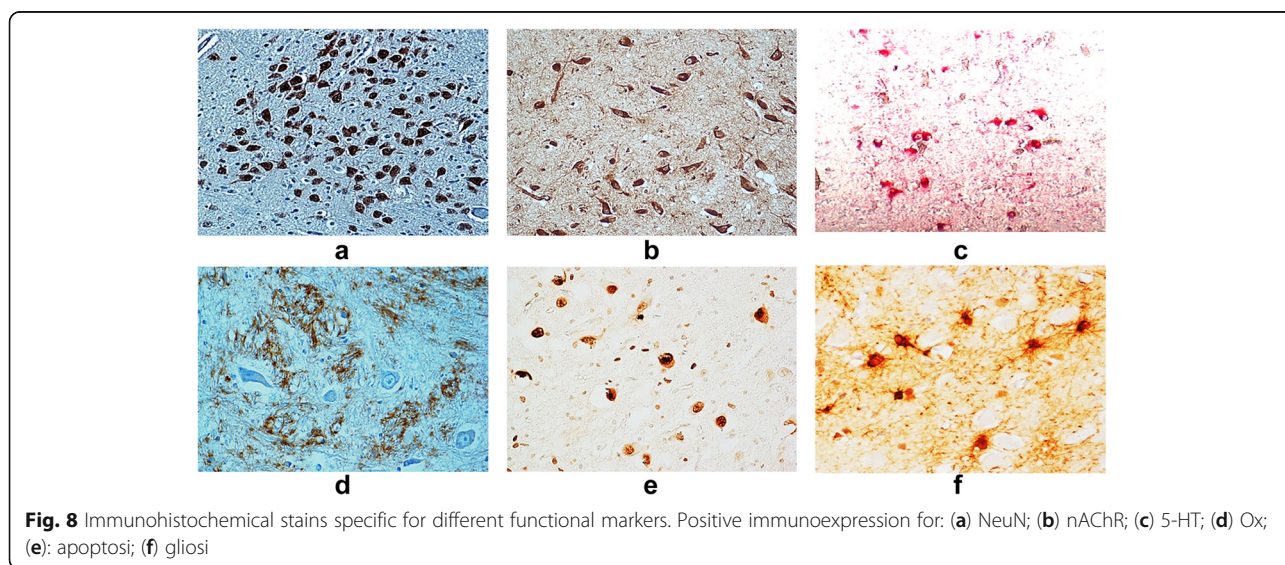 a b c
d e f
Fig. 8 Immunohistochemical stains specific for different functional markers. Positive immunoexpression for: (a) NeuN; (b) nAChR; (c) 5-HT; (d) Ox;
(e): apoptosi; (f) gliosi